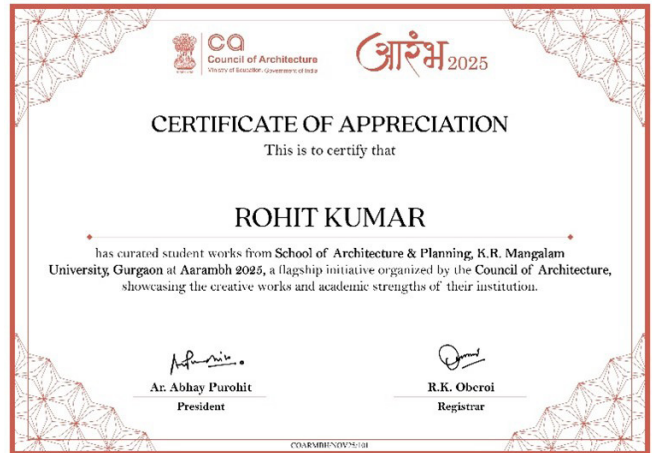 ca
Council of Architecture
Ministry of Education, Government of India
आरंभ 2025
CERTIFICATE OF APPRECIATION
This is to certify that
ROHIT KUMAR
has curated student works from School of Architecture & Planning, K.R. Mangalam
University, Gurgaon at Aarambh 2025, a flagship initiative organized by the Council of Architecture,
showcasing the creative works and academic strengths of their institution.
Ar. Abhay Purohit
President
R.K. Oberoi
Registrar